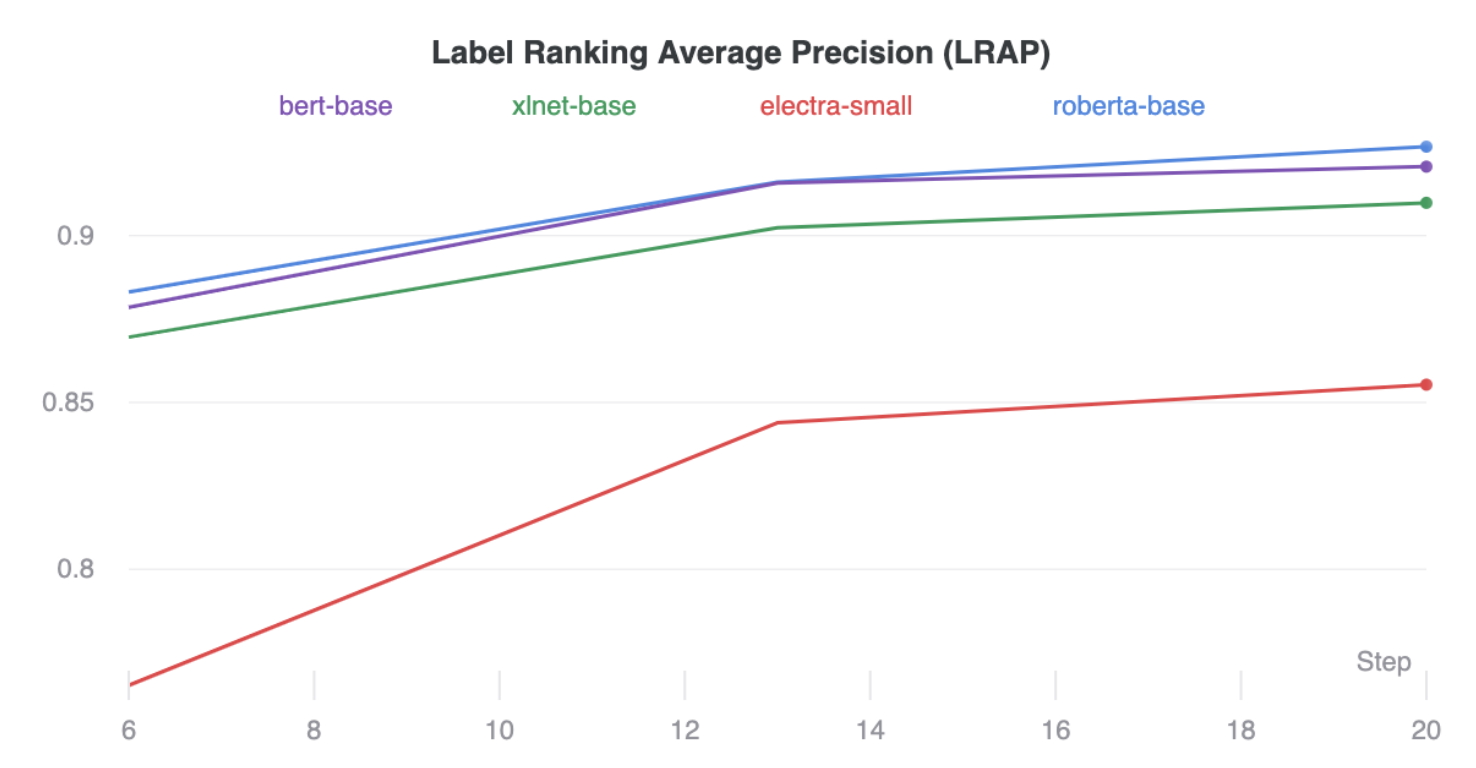 Label Ranking Average Precision (LRAP)
bert-base xlnet-base electra-small roberta-base
0.9
0.85
0.8
Step
6 8 10 12 14 16 18 20